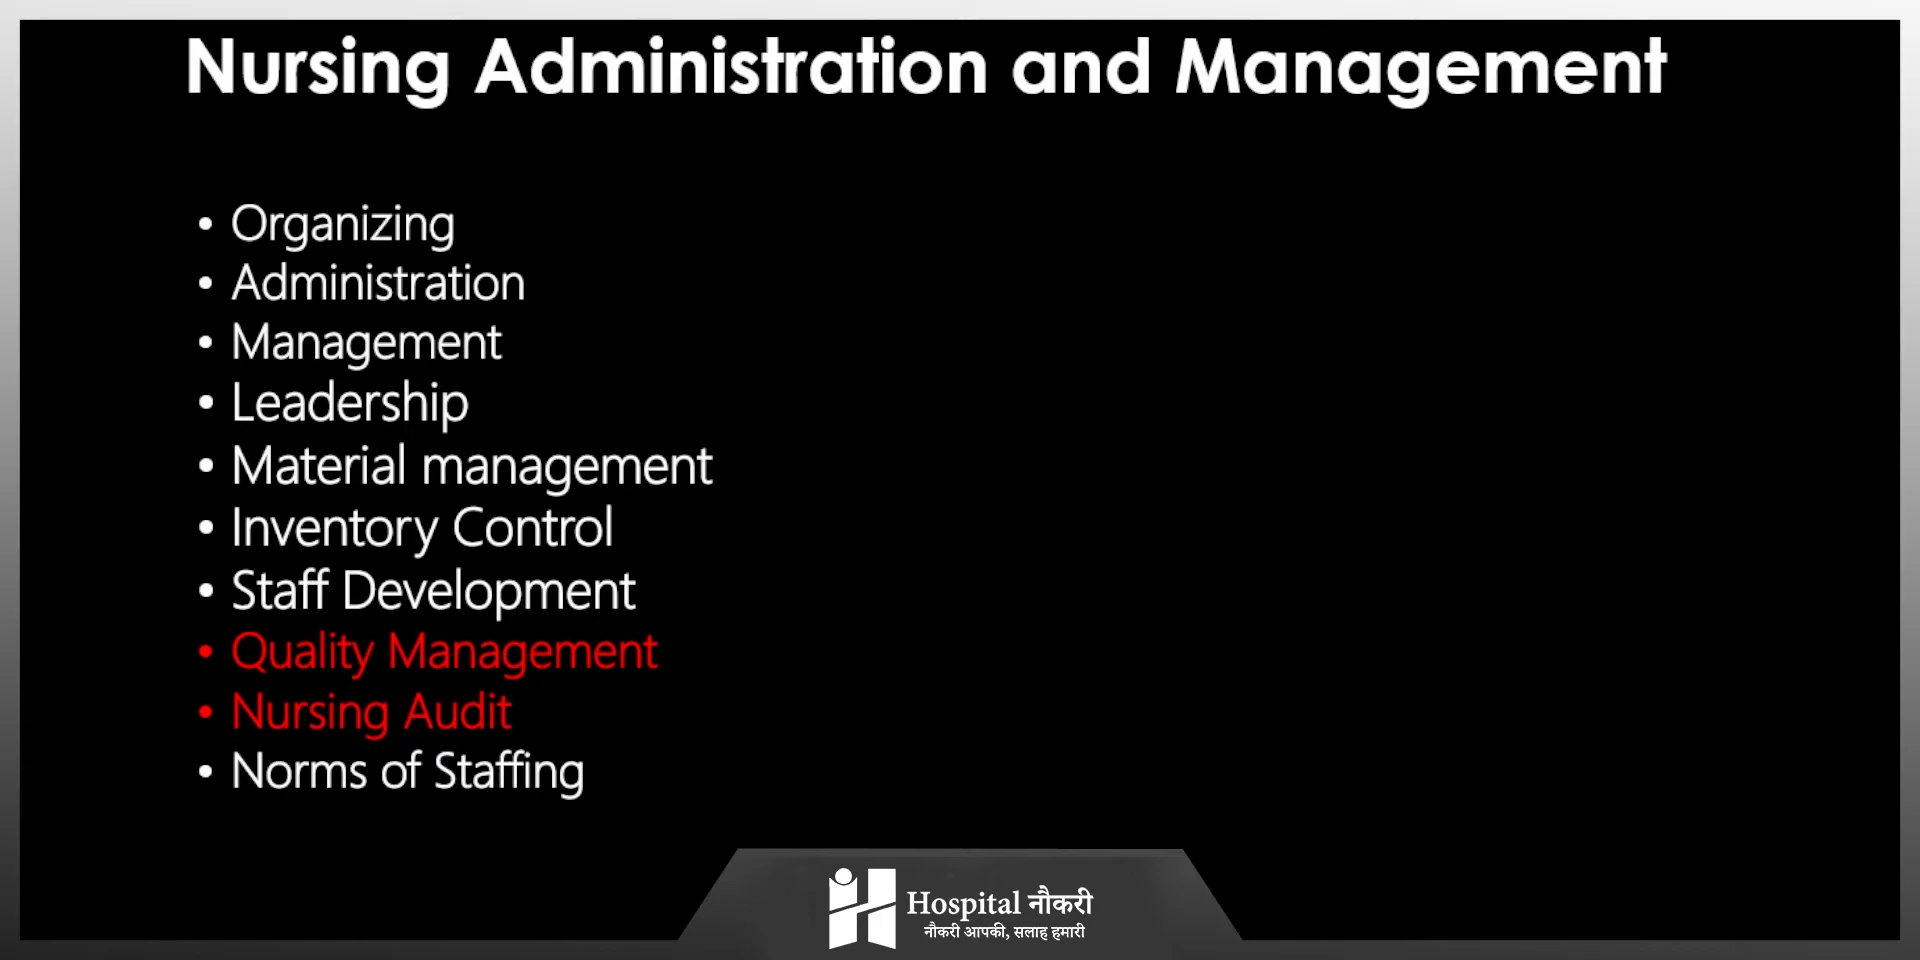 Nursing Administration and Management
• Organizing
• Administration
• Management
• Leadership
• Material management
• Inventory Control
• Staff Development
• Quality Management
• Nursing Audit
• Norms of Staffing
Hospital नौकरी
नौकरी आपकी, सलाह हमारी